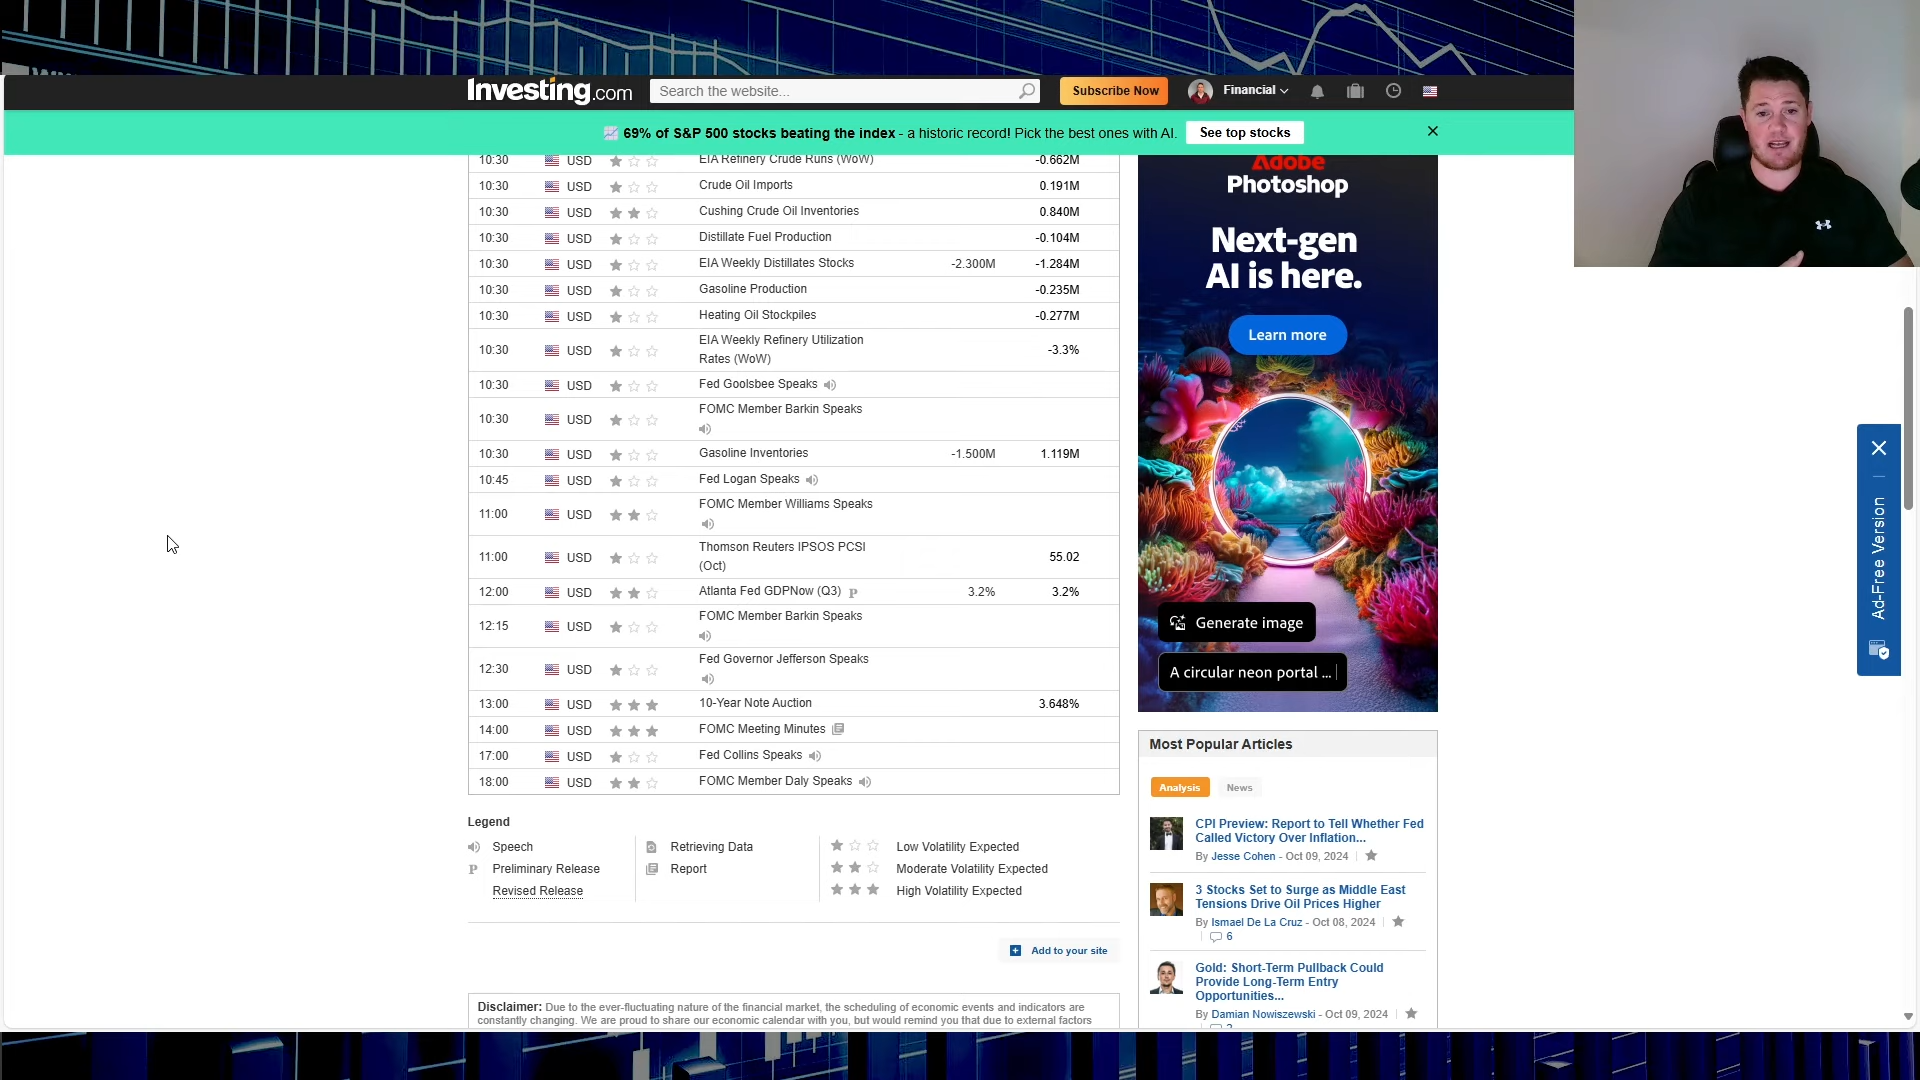 Investing.com
Search the website...
Subscribe Now
Financial
69% of S&P 500 stocks beating the index - a historic record! Pick the best ones with AI.
See top stocks
10:30 USD EIA Refinery Crude Runs (WoW) -0.662M
10:30 USD Crude Oil Imports 0.191M
10:30 USD Cushing Crude Oil Inventories 0.840M
10:30 USD Distillate Fuel Production -0.104M
10:30 USD EIA Weekly Distillates Stocks -2.300M -1.284M
10:30 USD Gasoline Production -0.235M
10:30 USD Heating Oil Stockpiles -0.277M
10:30 USD EIA Weekly Refinery Utilization
Rates (WoW) -3.3%
10:30 USD Fed Goolsbee Speaks
10:30 USD FOMC Member Barkin Speaks
10:30 USD Gasoline Inventories -1.500M 1.119M
10:45 USD Fed Logan Speaks
11:00 USD FOMC Member Williams Speaks
11:00 USD Thomson Reuters IPSOS PCSI
(Oct) 55.02
12:00 USD Atlanta Fed GDPNow (Q3) P 3.2% 3.2%
12:15 USD FOMC Member Barkin Speaks
12:30 USD Fed Governor Jefferson Speaks
13:00 USD 10-Year Note Auction 3.648%
14:00 USD FOMC Meeting Minutes
17:00 USD Fed Collins Speaks
18:00 USD FOMC Member Daly Speaks
Legend
Speech
P Preliminary Release
Revised Release
Retrieving Data
Report
Low Volatility Expected
Moderate Volatility Expected
High Volatility Expected
Add to your site
Disclaimer: Due to the ever-fluctuating nature of the financial market, the scheduling of economic events and indicators are
constantly changing. We are proud to share our economic calendar with you, but would remind you that due to external factors
Adobe
Photoshop
Next-gen
AI is here.
Learn more
Generate image
A circular neon portal ...
Most Popular Articles
Analysis
News
CPI Preview: Report to Tell Whether Fed
Called Victory Over Inflation...
By Jesse Cohen - Oct 09, 2024
3 Stocks Set to Surge as Middle East
Tensions Drive Oil Prices Higher
By Ismael De La Cruz - Oct 08, 2024
6
Gold: Short-Term Pullback Could
Provide Long-Term Entry
Opportunities...
By Damian Nowiszewski - Oct 09, 2024
Ad-Free Version